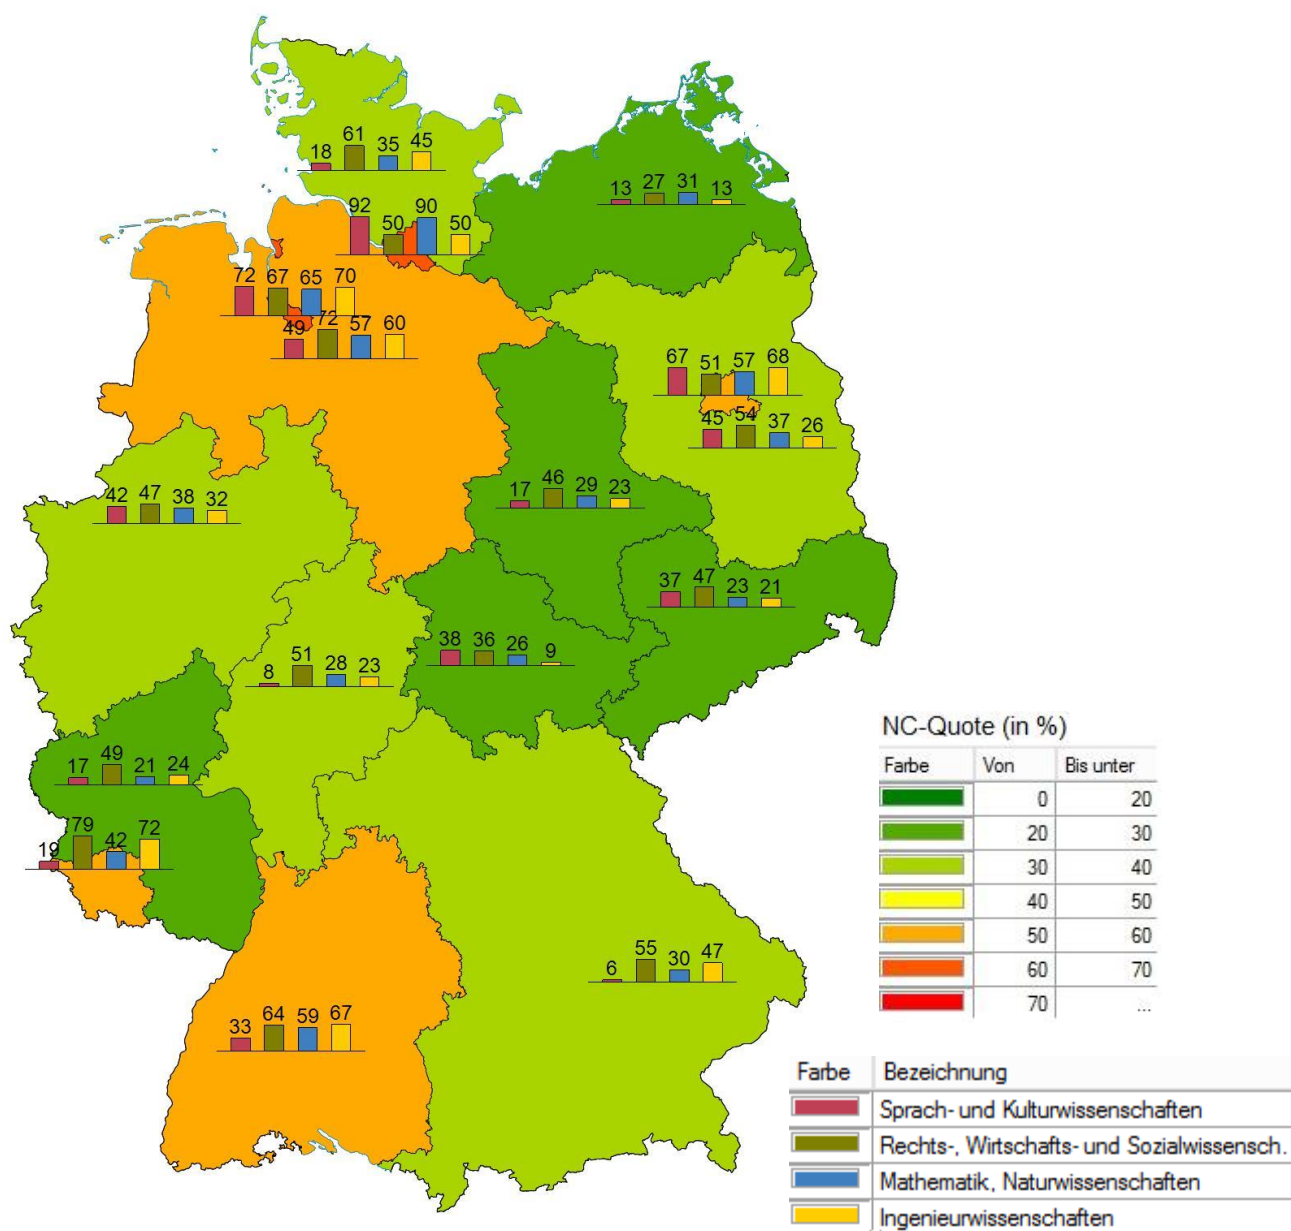 18 61 35 45
13 27 31 13
92 50 90 50
72 67 65 70
49 72 57 60
67 51 57 68
45 54 37 26
42 47 38 32
17 46 29 23
37 47 23 21
38 36 26 9
8 51 28 23
17 49 21 24
19 79 42 72
6 55 30 47
33 64 59 67
NC-Quote (in %)
Farbe Von Bis unter
0 20
20 30
30 40
40 50
50 60
60 70
70 ...
Farbe Bezeichnung
Sprach- und Kulturwissenschaften
Rechts-, Wirtschafts- und Sozialwissensch.
Mathematik, Naturwissenschaften
Ingenieurwissenschaften